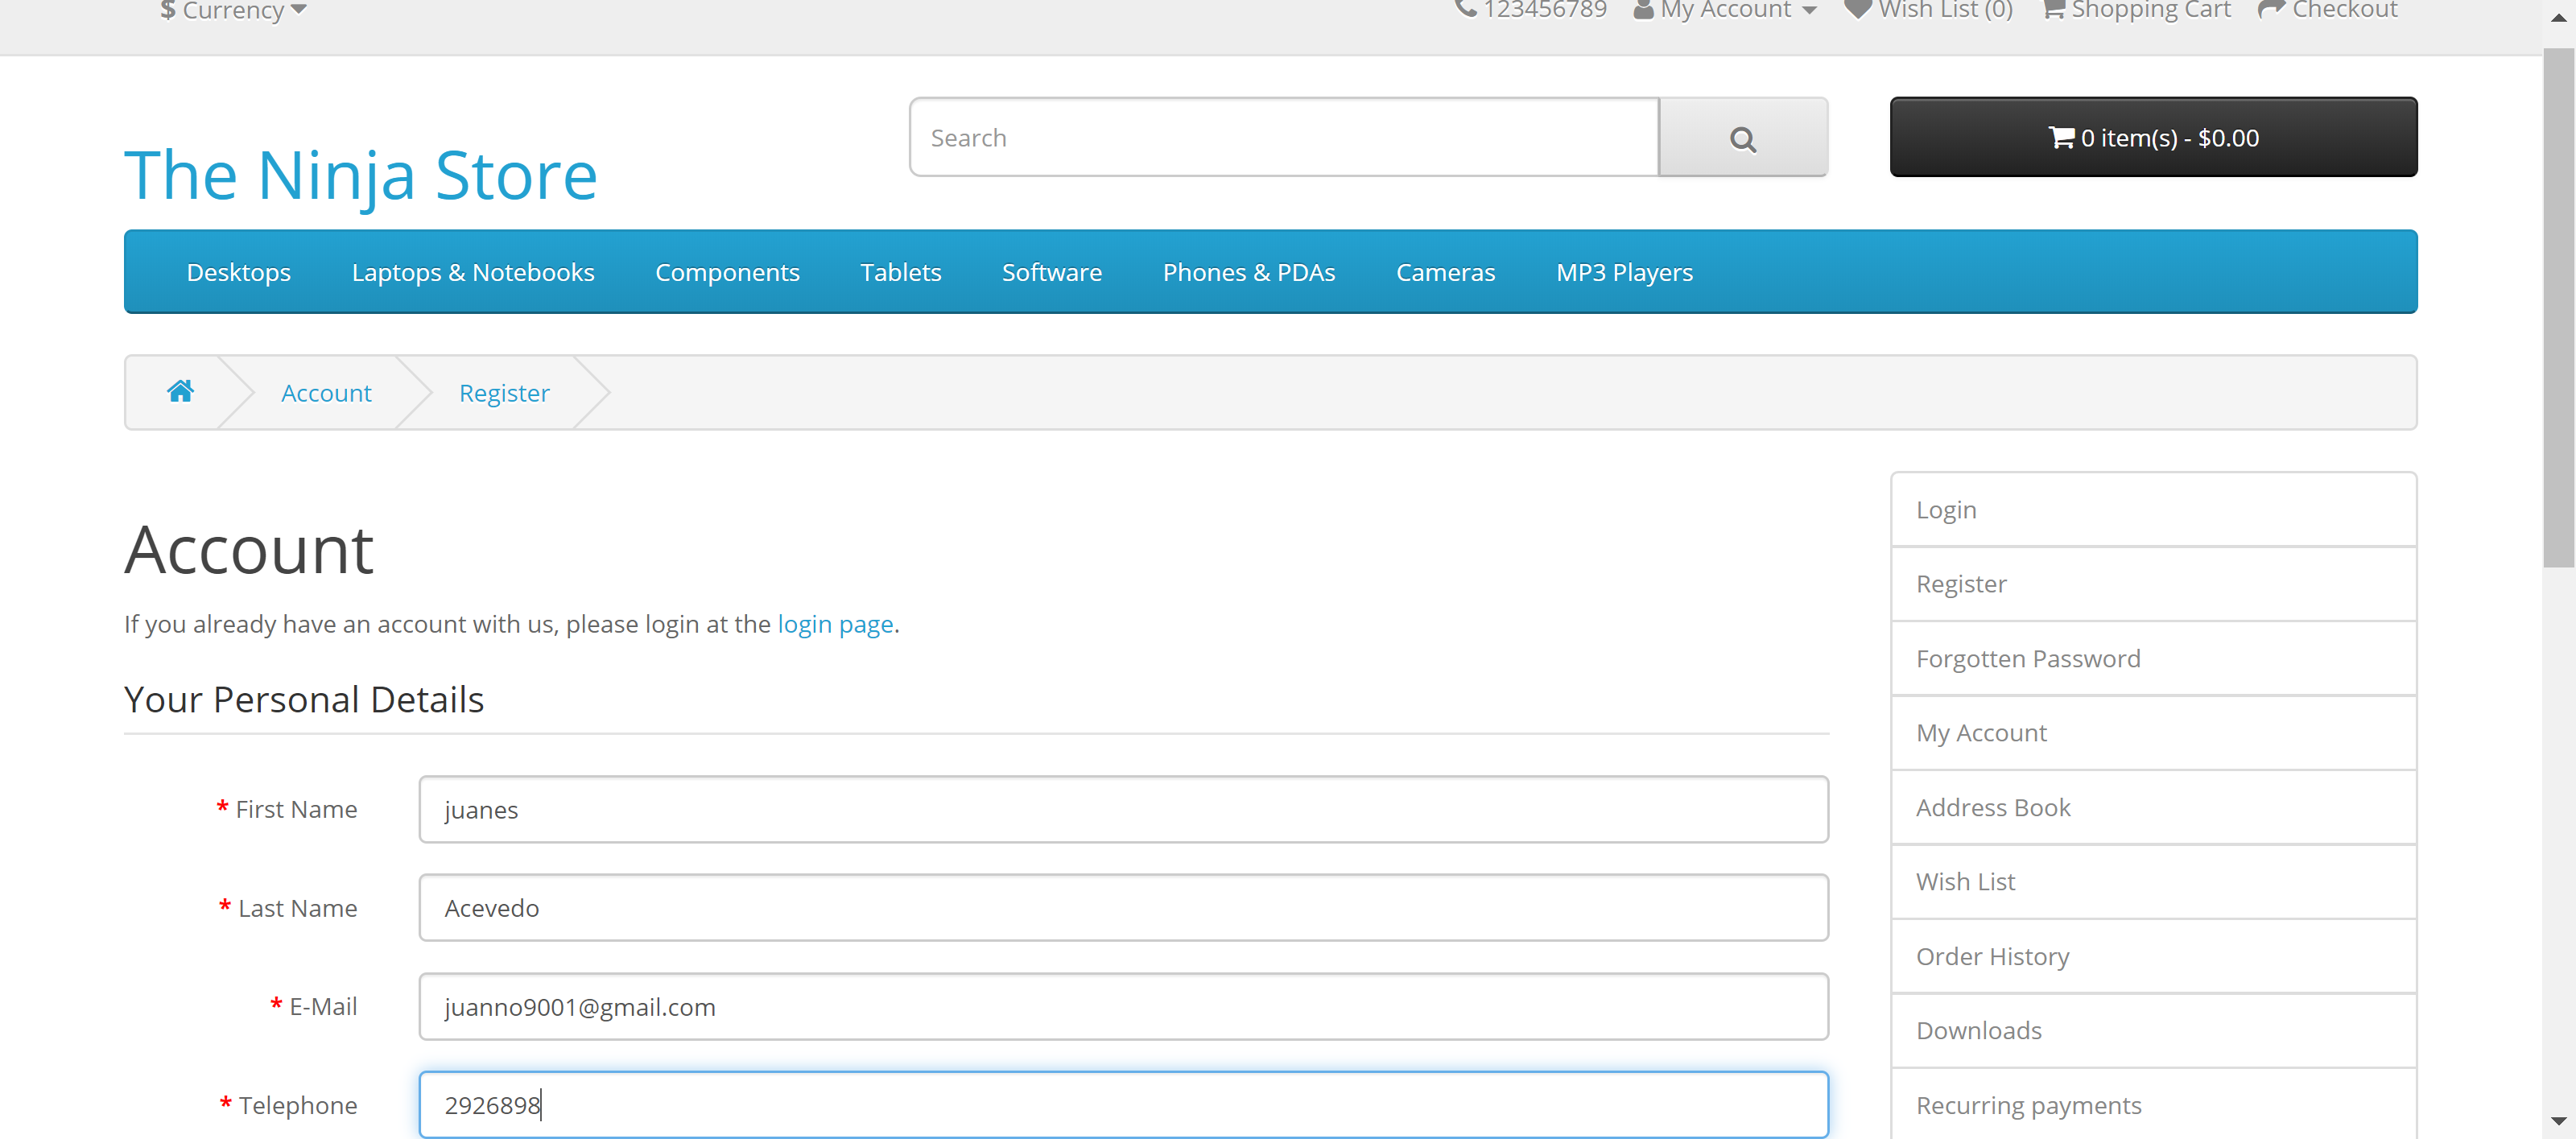 $ Currency
123456789 My Account Wish List (0) Shopping Cart Checkout
The Ninja Store
Search
0 item(s) - $0.00
Desktops Laptops & Notebooks Components Tablets Software Phones & PDAs Cameras MP3 Players
Account Register
Account
If you already have an account with us, please login at the login page.
Your Personal Details
* First Name juanes
* Last Name Acevedo
* E-Mail juanno9001@gmail.com
* Telephone 2926898
Login
Register
Forgotten Password
My Account
Address Book
Wish List
Order History
Downloads
Recurring payments